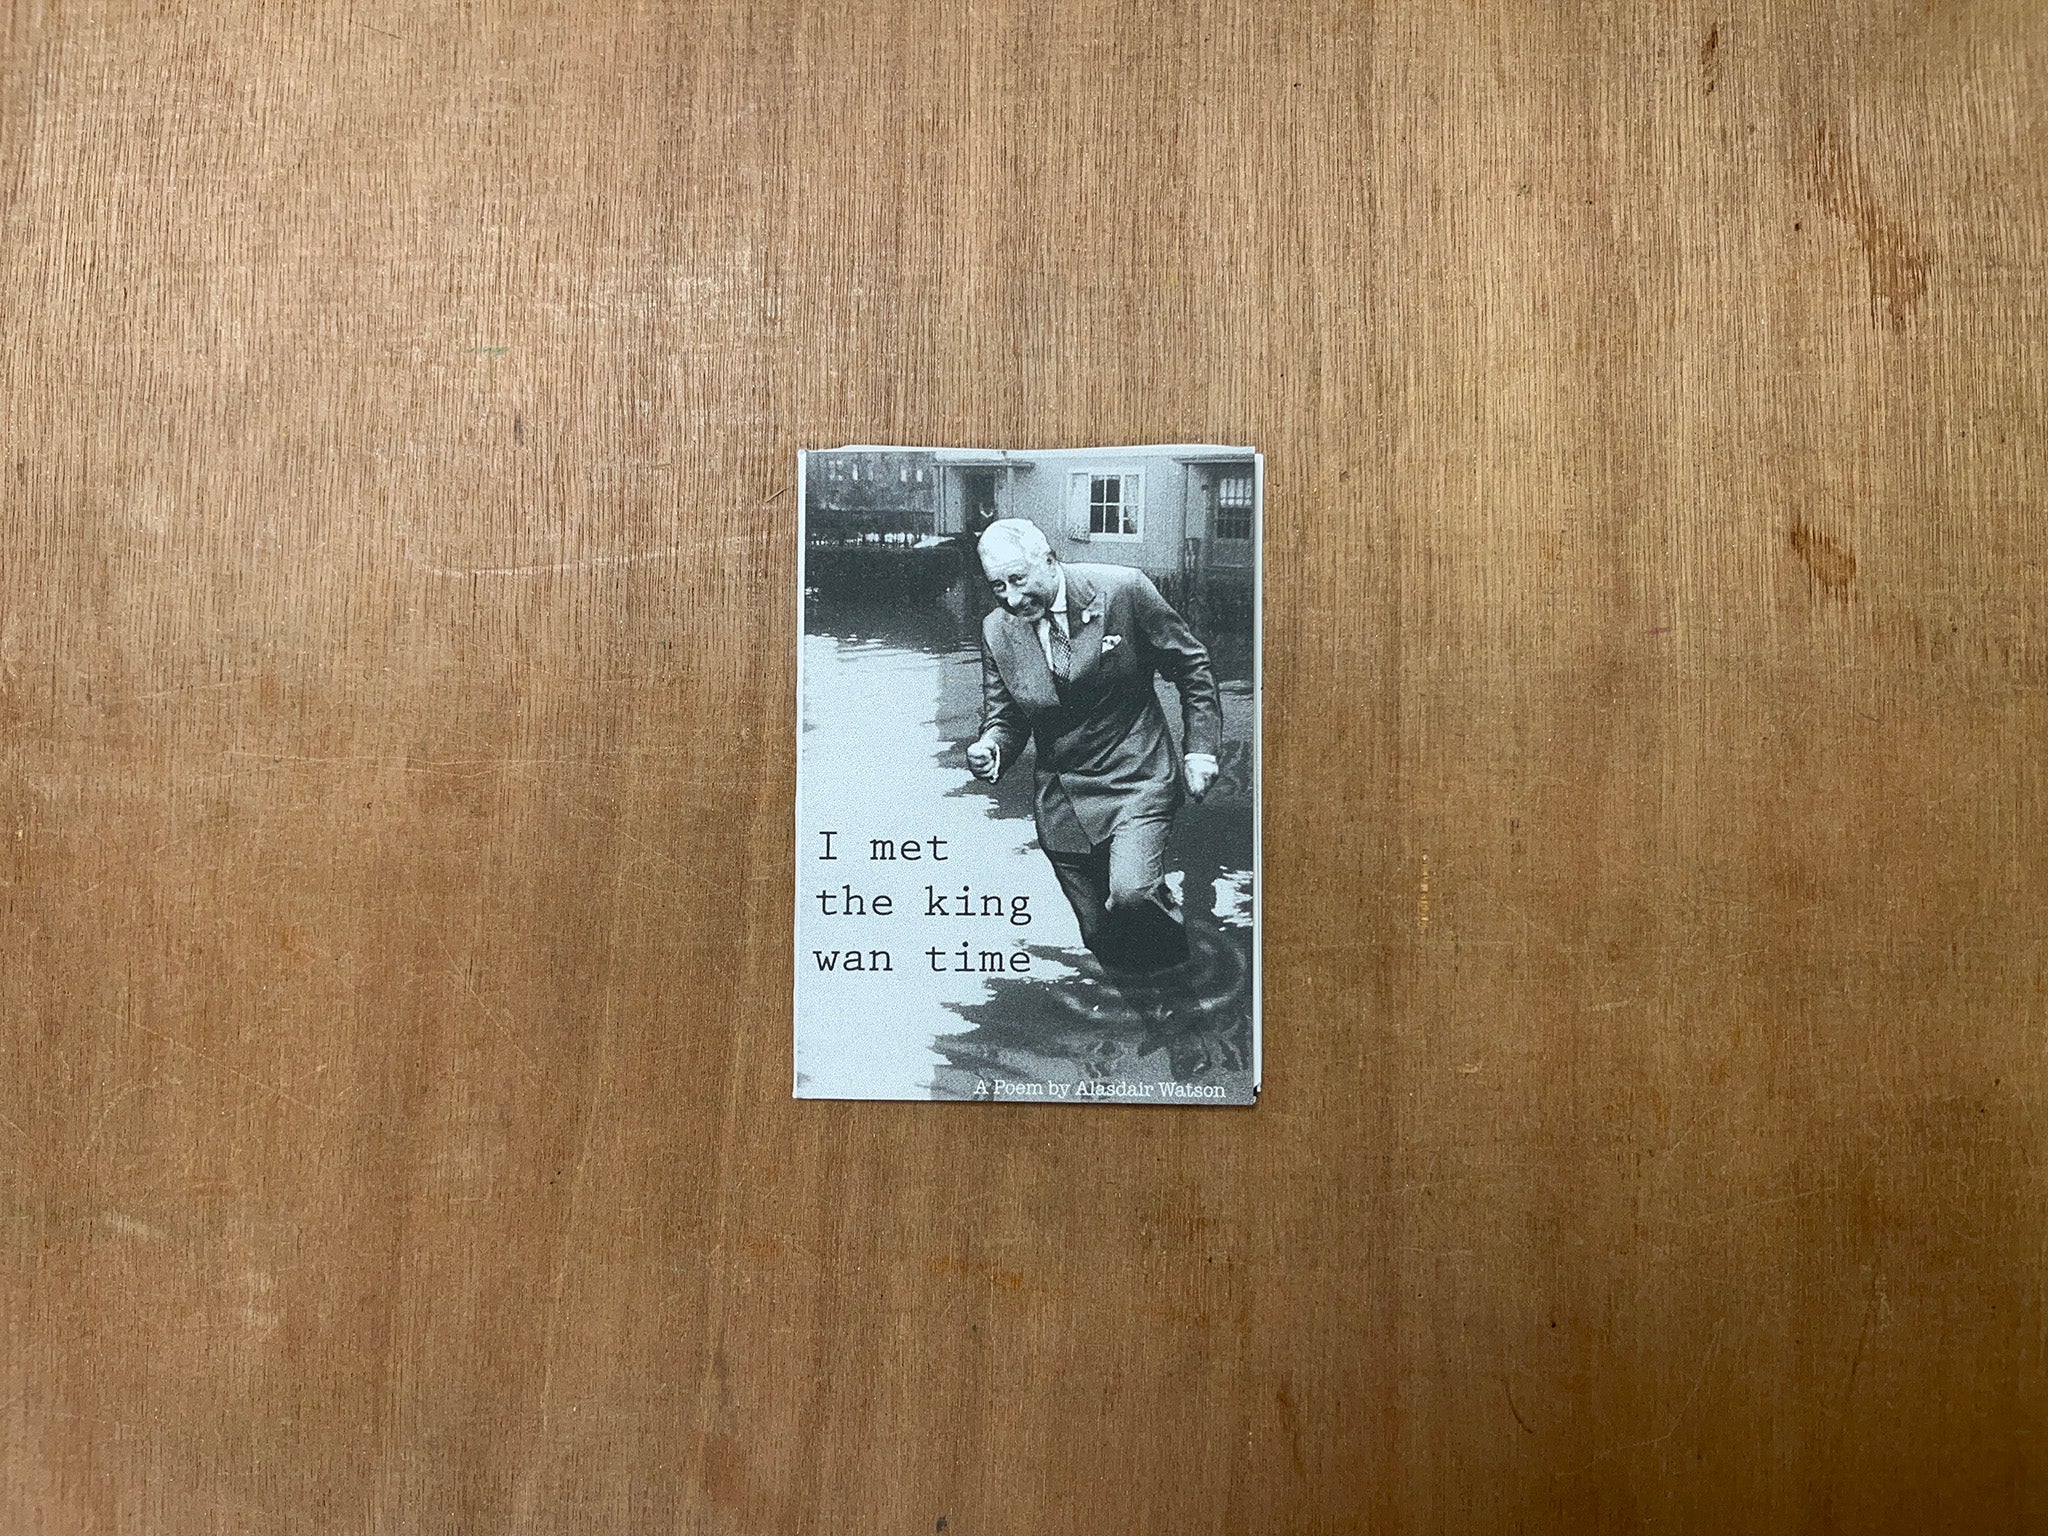 I met
the king
wan time
A Poem by Alasdair Watson